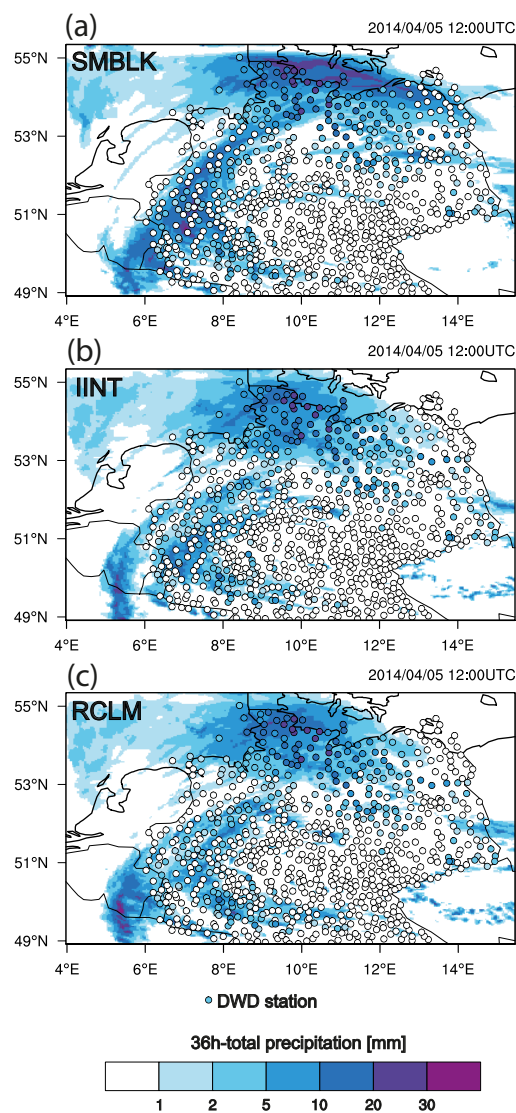 (a)
2014/04/05 12:00UTC
SMBLK
55°N
53°N
51°N
49°N
4°E 6°E 8°E 10°E 12°E 14°E
(b)
2014/04/05 12:00UTC
IINT
55°N
53°N
51°N
49°N
4°E 6°E 8°E 10°E 12°E 14°E
(c)
2014/04/05 12:00UTC
RCLM
55°N
53°N
51°N
49°N
4°E 6°E 8°E 10°E 12°E 14°E
DWD station
36h-total precipitation [mm]
1 2 5 10 20 30